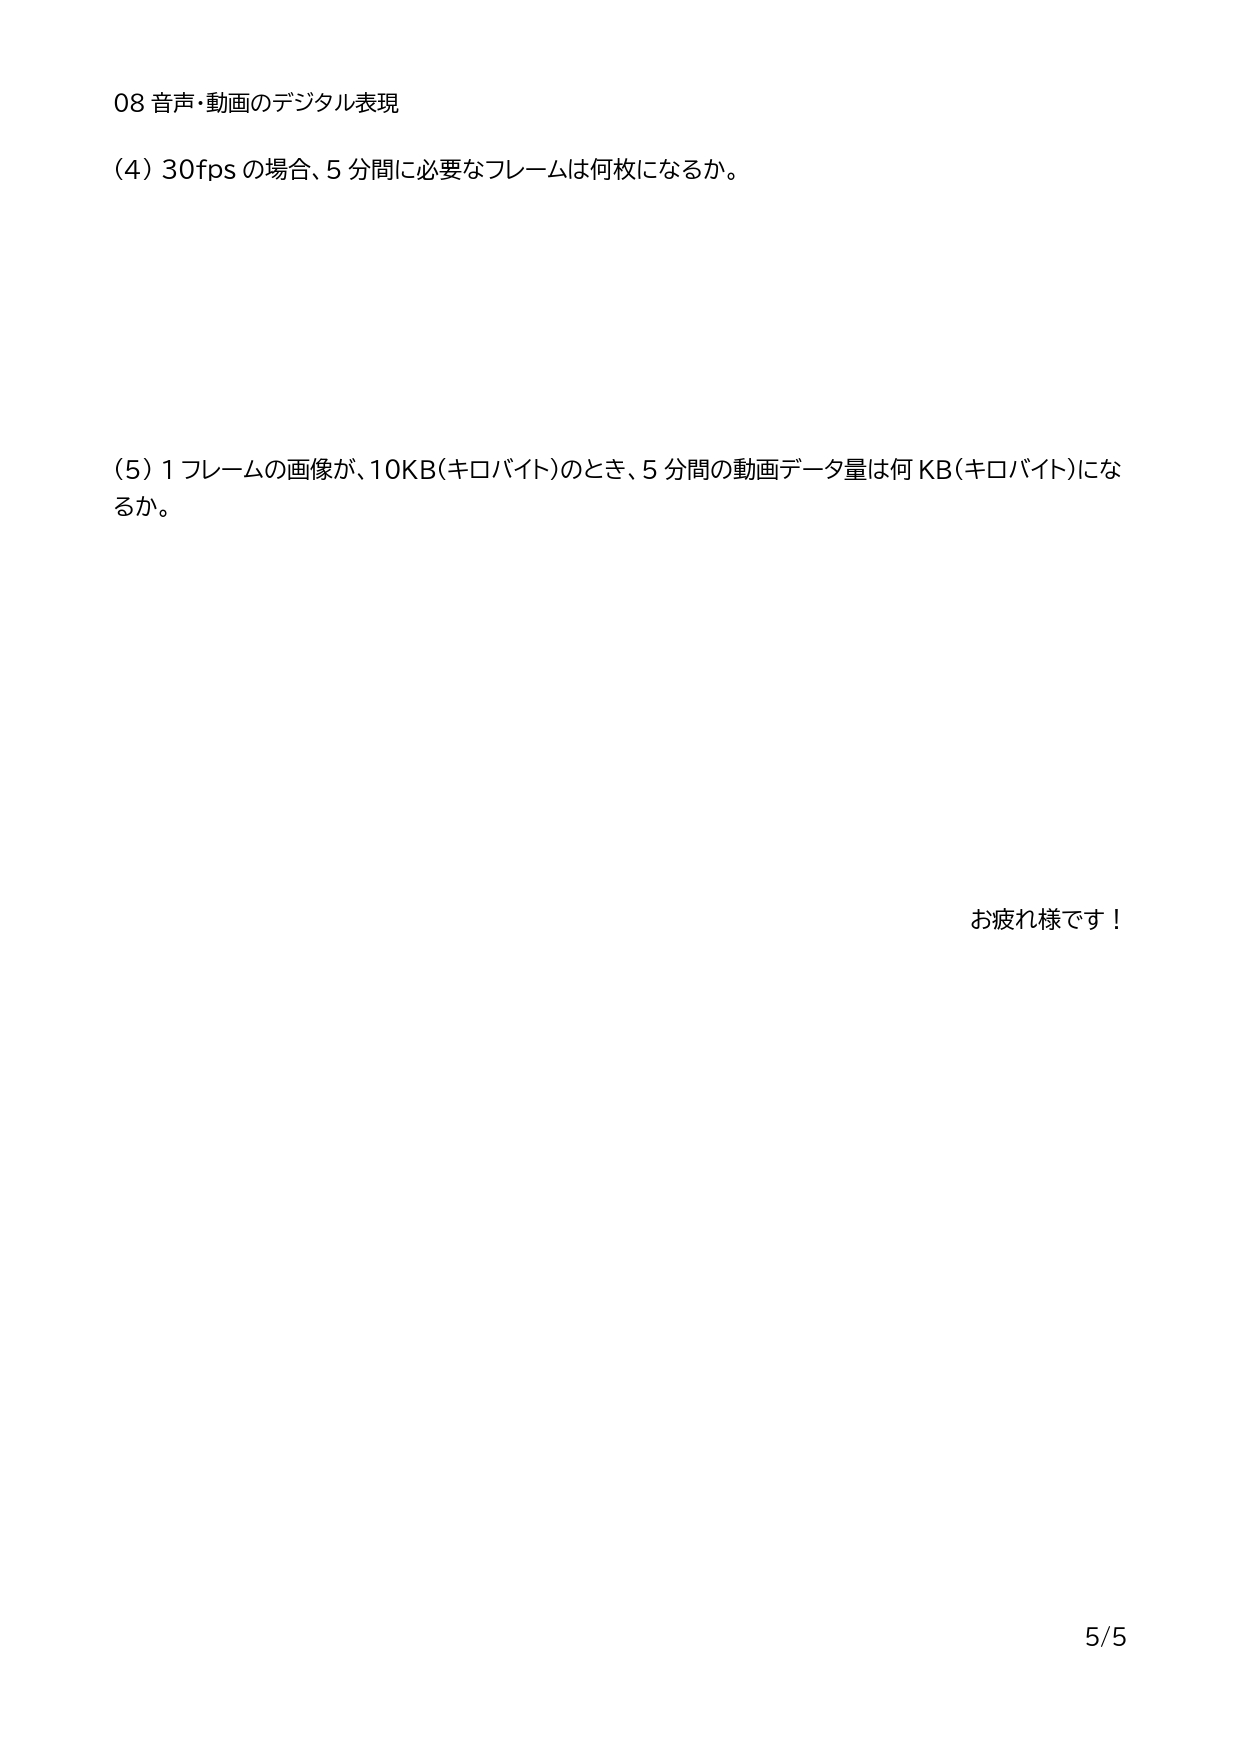 08 音声・動画のデジタル表現
（4） 30fps の場合、5 分間に必要なフレームは何枚になるか。
（5） 1 フレームの画像が、10KB（キロバイト）のとき、5 分間の動画データ量は何 KB（キロバイト）にな
るか。
お疲れ様です！
5/5